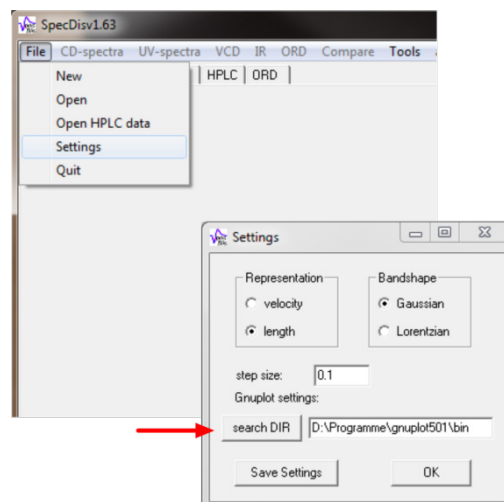 SpecDisv1.63
File CD-spectra UV-spectra VCD IR ORD Compare Tools
HPLC ORD
New
Open
Open HPLC data
Settings
Quit
Settings
Representation
velocity
length
Bandshape
Gaussian
Lorentzian
step size: 0.1
Gnuplot settings:
search DIR D:\Programme\gnuplot501\bin
Save Settings OK